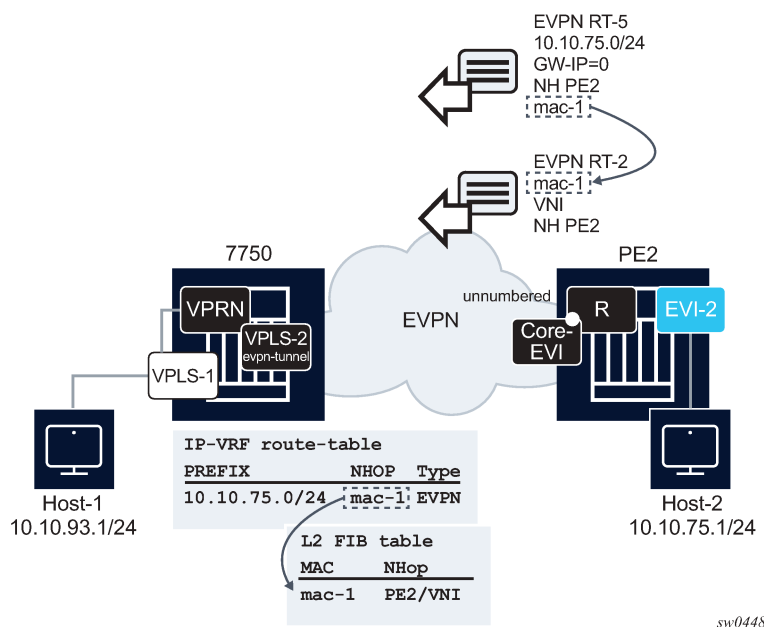 EVPN RT-5
10.10.75.0/24
GW-IP=0
NH PE2
mac-1
EVPN RT-2
mac-1
VNI
NH PE2
7750
PE2
VPRN
VPLS-2
evpn-tunnel
VPLS-1
EVPN
unnumbered
Core-
EVI
R
EVI-2
Host-1
10.10.93.1/24
Host-2
10.10.75.1/24
IP-VRF route-table
PREFIX NHOP Type
10.10.75.0/24 mac-1 EVPN
L2 FIB table
MAC NHop
mac-1 PE2/VNI
sw0448